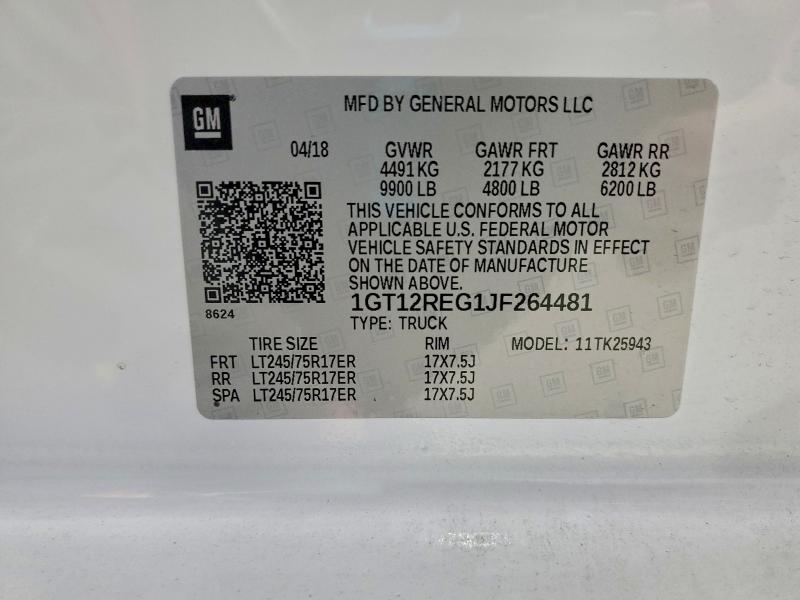 GM
MFD BY GENERAL MOTORS LLC
04/18 GVWR GAWR FRT GAWR RR
4491 KG 2177 KG 2812 KG
9900 LB 4800 LB 6200 LB
THIS VEHICLE CONFORMS TO ALL
APPLICABLE U.S. FEDERAL MOTOR
VEHICLE SAFETY STANDARDS IN EFFECT
ON THE DATE OF MANUFACTURE
SHOWN ABOVE.
8624
1GT12REG1JF264481
TYPE: TRUCK
TIRE SIZE RIM MODEL: 11TK25943
FRT LT245/75R17ER 17X7.5J
RR LT245/75R17ER 17X7.5J
SPA LT245/75R17ER 17X7.5J